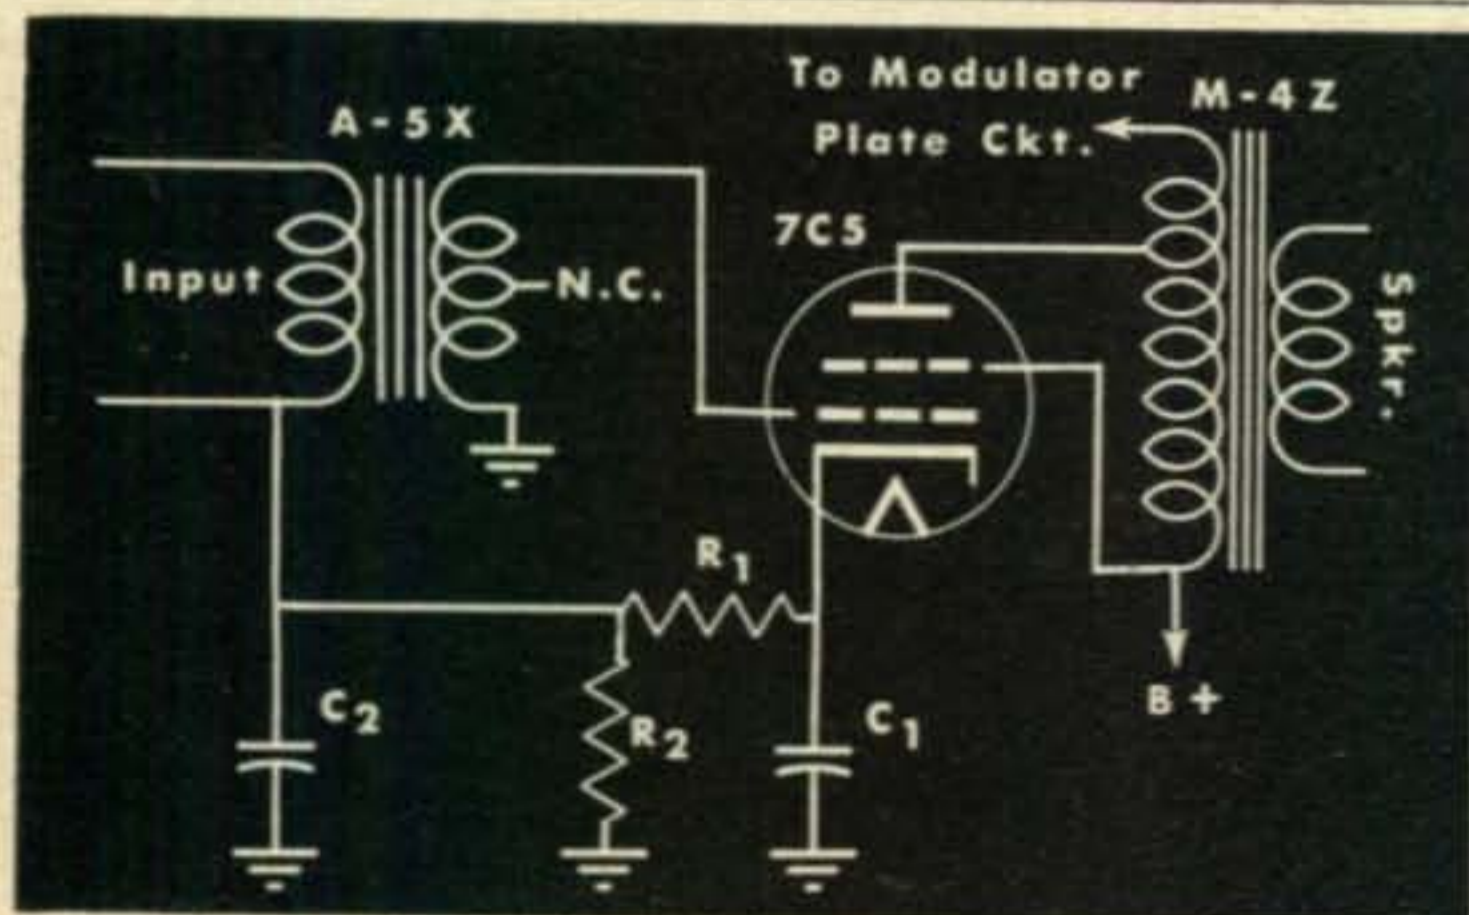 To Modulator
Plate Ckt.
M-4Z
A-5X
7C5
Input
N.C.
Spkr.
R1
B+
C2
R2
C1